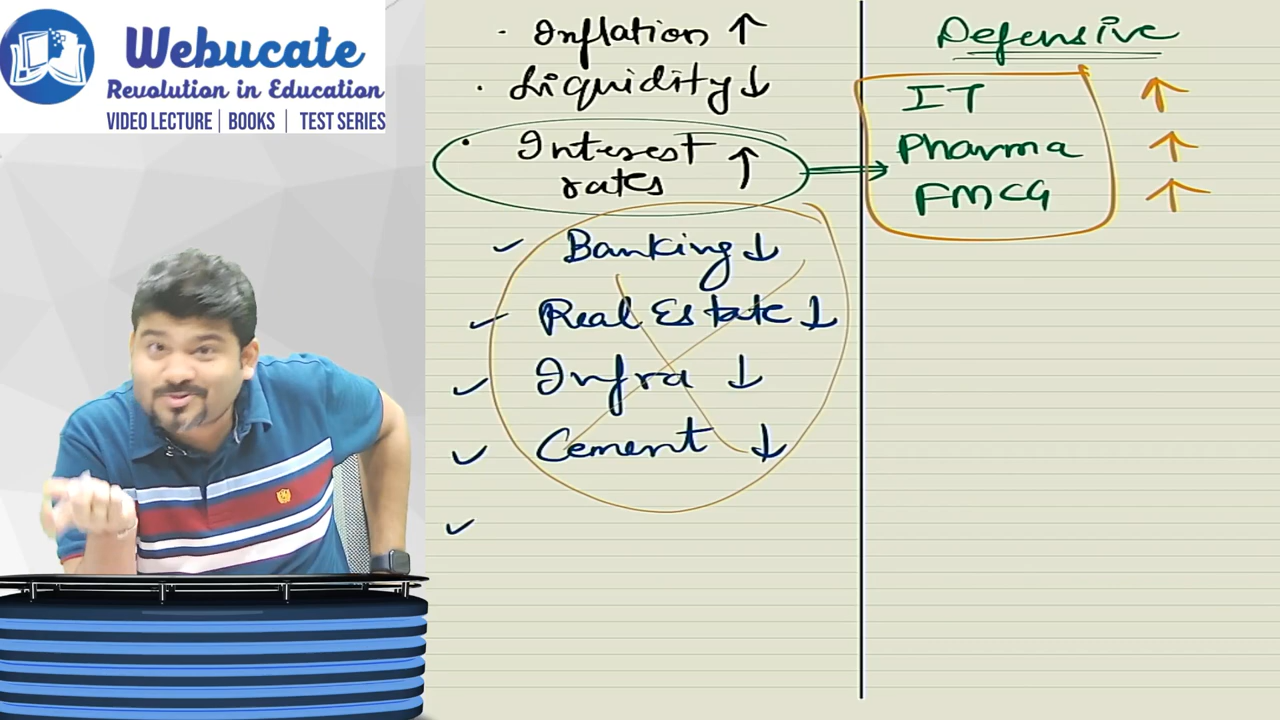 Webucate
Revolution in Education
VIDEO LECTURE | BOOKS | TEST SERIES
· Inflation ↑
· Liquidity ↓
· Interest rates ↑
✓ Banking ↓
✓ Real Estate ↓
✓ Infra ↓
✓ Cement ↓
✓
Defensive
IT ↑
Pharma ↑
FMCG ↑